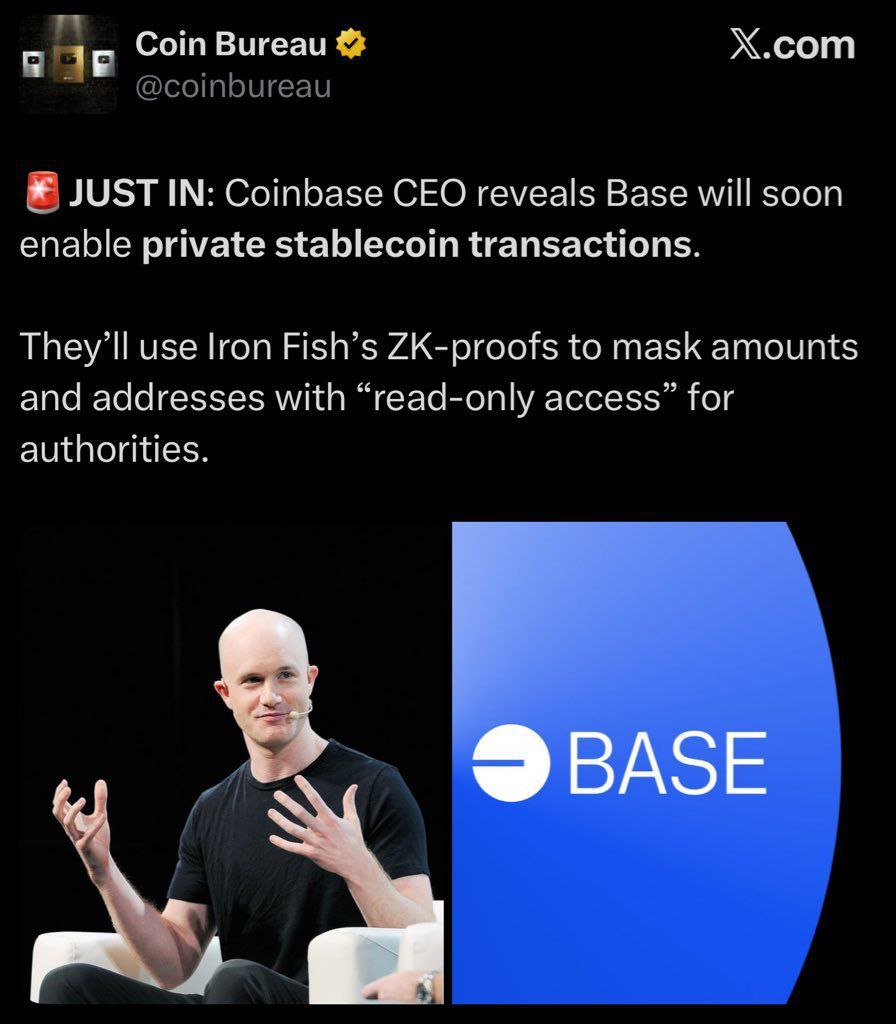 Coin Bureau
X.com
@coinbureau
🚨JUST IN: Coinbase CEO reveals Base will soon
enable private stablecoin transactions.
They’ll use Iron Fish’s ZK-proofs to mask amounts
and addresses with “read-only access” for
authorities.
BASE